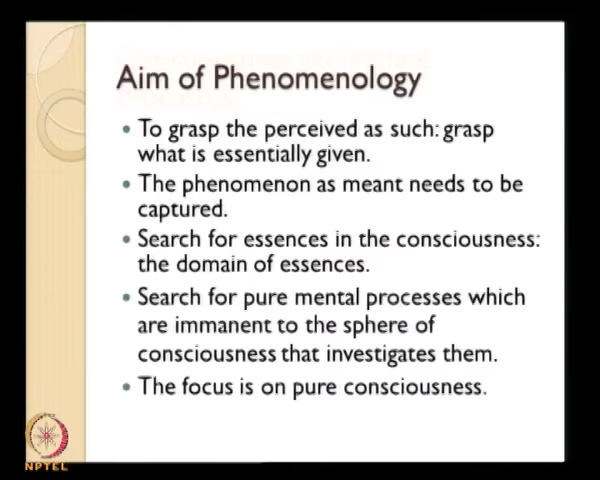 Aim of Phenomenology
• To grasp the perceived as such: grasp
what is essentially given.
• The phenomenon as meant needs to be
captured.
• Search for essences in the consciousness:
the domain of essences.
• Search for pure mental processes which
are immanent to the sphere of
consciousness that investigates them.
• The focus is on pure consciousness.
NPTEL